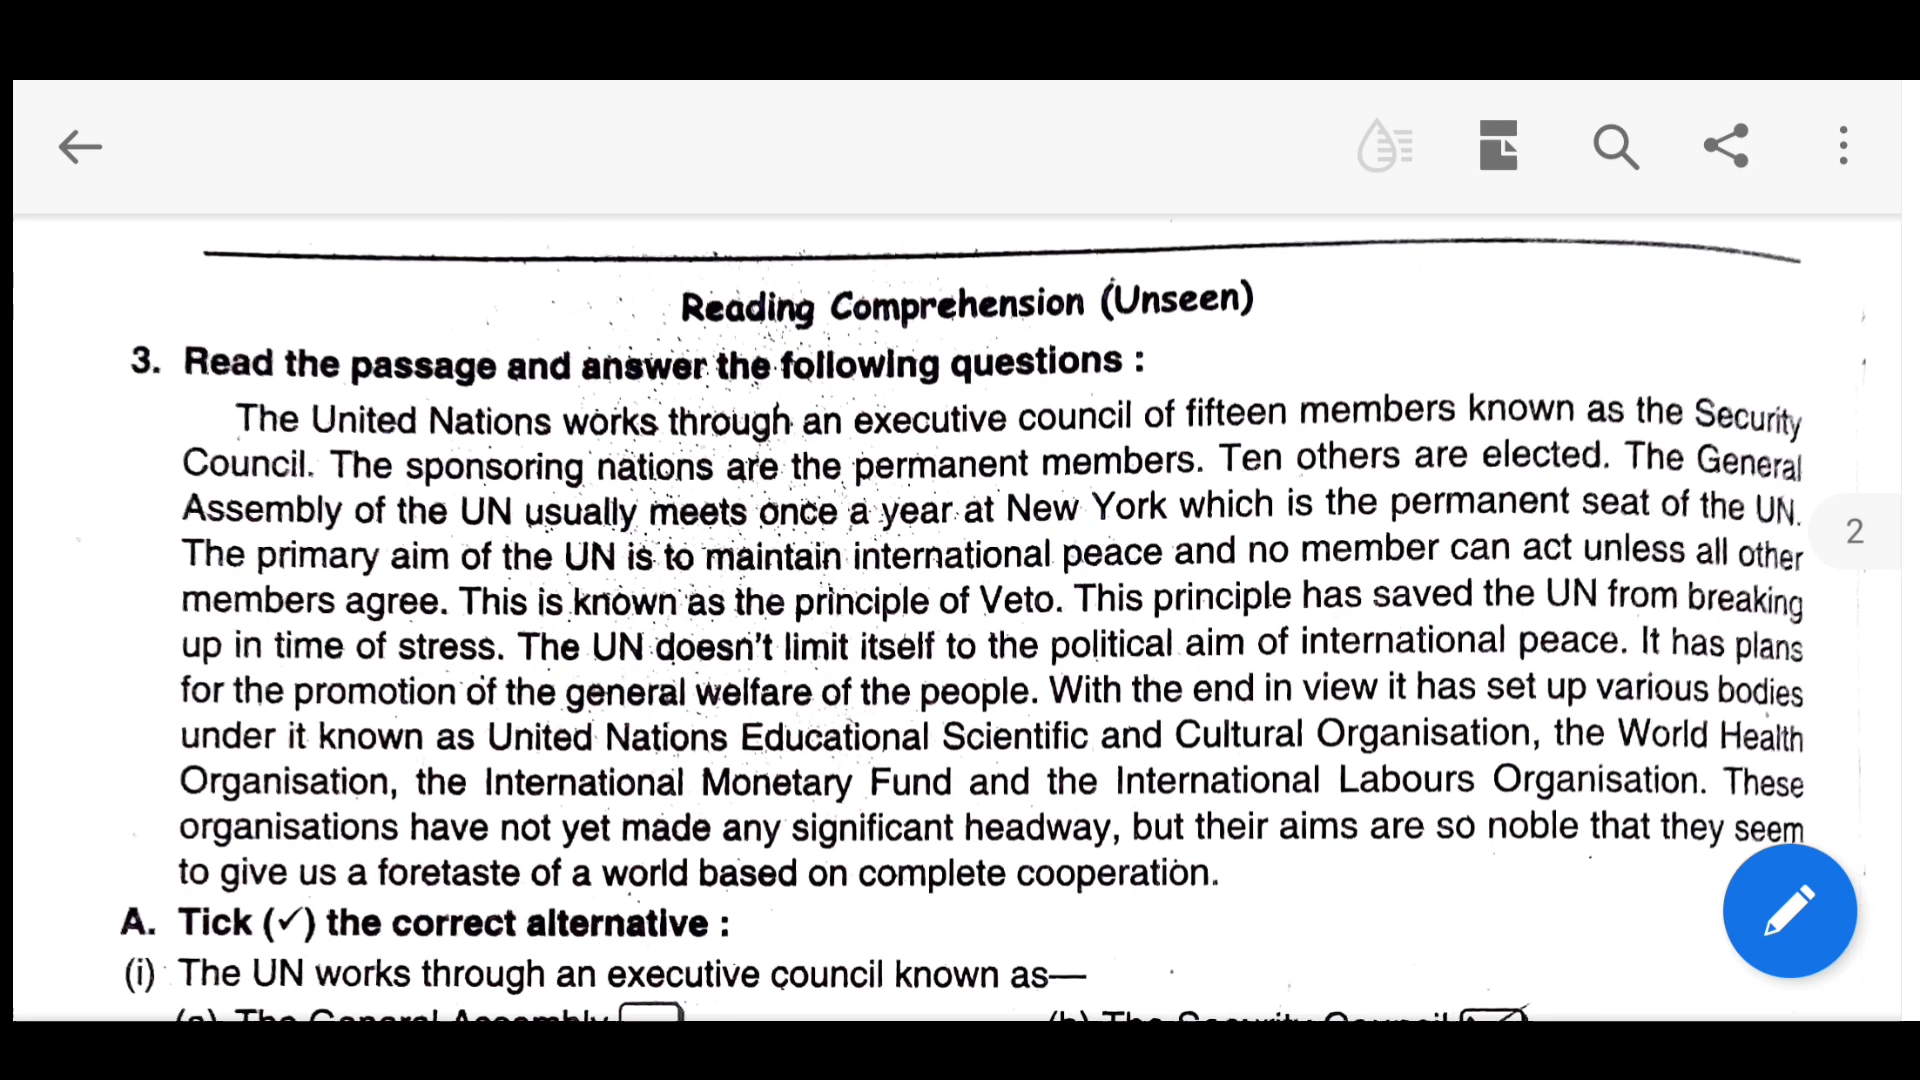 Reading Comprehension (Unseen)
3. Read the passage and answer the following questions :
The United Nations works through an executive council of fifteen members known as the Security
Council. The sponsoring nations are the permanent members. Ten others are elected. The General
Assembly of the UN usually meets once a year at New York which is the permanent seat of the UN.
The primary aim of the UN is to maintain international peace and no member can act unless all other
members agree. This is known as the principle of Veto. This principle has saved the UN from breaking
up in time of stress. The UN doesn't limit itself to the political aim of international peace. It has plans
for the promotion of the general welfare of the people. With the end in view it has set up various bodies
under it known as United Nations Educational Scientific and Cultural Organisation, the World Health
Organisation, the International Monetary Fund and the International Labours Organisation. These
organisations have not yet made any significant headway, but their aims are so noble that they seem
to give us a foretaste of a world based on complete cooperation.
2
A. Tick (✓) the correct alternative :
(i) The UN works through an executive council known as—
(a) The General Assembly (b) The Security Council